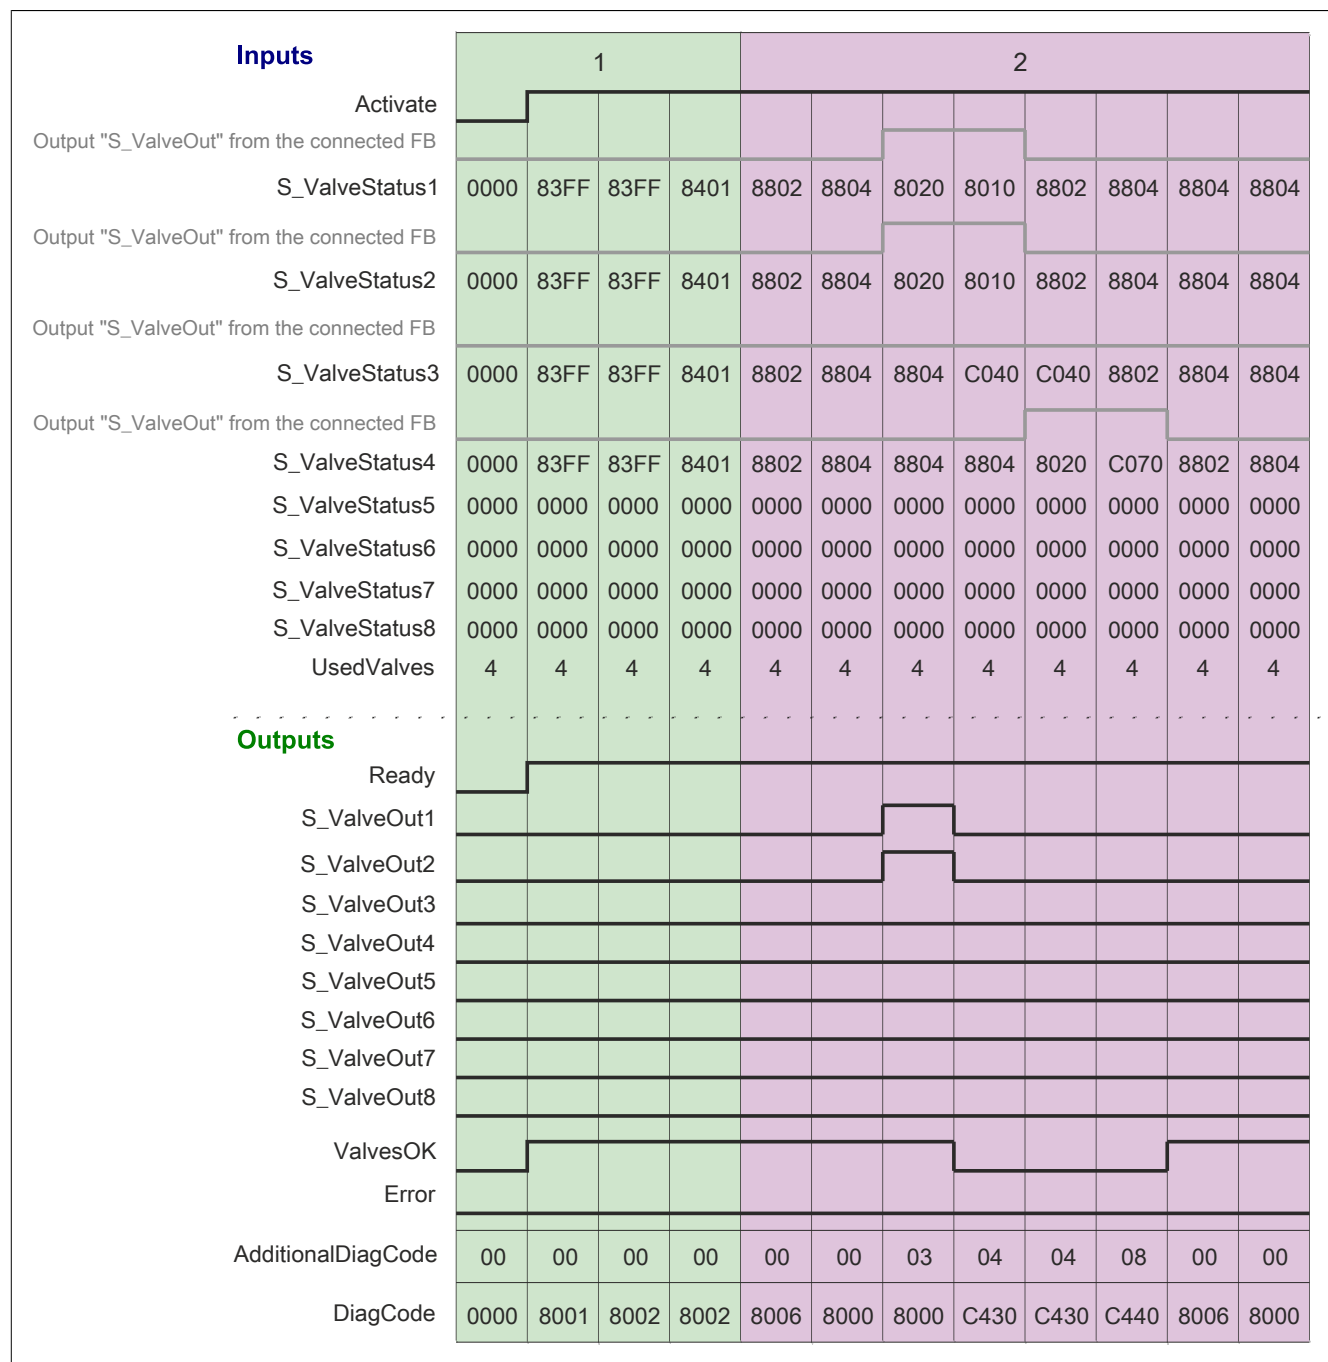 Inputs
1 2
Activate
Output "S_ValveOut" from the connected FB
S_ValveStatus1 0000 83FF 83FF 8401 8802 8804 8020 8010 8802 8804 8804 8804
Output "S_ValveOut" from the connected FB
S_ValveStatus2 0000 83FF 83FF 8401 8802 8804 8020 8010 8802 8804 8804 8804
Output "S_ValveOut" from the connected FB
S_ValveStatus3 0000 83FF 83FF 8401 8802 8804 8804 C040 C040 8802 8804 8804
Output "S_ValveOut" from the connected FB
S_ValveStatus4 0000 83FF 83FF 8401 8802 8804 8804 8804 8020 C070 8802 8804
S_ValveStatus5 0000 0000 0000 0000 0000 0000 0000 0000 0000 0000 0000 0000
S_ValveStatus6 0000 0000 0000 0000 0000 0000 0000 0000 0000 0000 0000 0000
S_ValveStatus7 0000 0000 0000 0000 0000 0000 0000 0000 0000 0000 0000 0000
S_ValveStatus8 0000 0000 0000 0000 0000 0000 0000 0000 0000 0000 0000 0000
UsedValves 4 4 4 4 4 4 4 4 4 4 4 4
Outputs
Ready
S_ValveOut1
S_ValveOut2
S_ValveOut3
S_ValveOut4
S_ValveOut5
S_ValveOut6
S_ValveOut7
S_ValveOut8
ValvesOK
Error
AdditionalDiagCode 00 00 00 00 00 00 03 04 04 08 00 00
DiagCode 0000 8001 8002 8002 8006 8000 8000 C430 C430 C440 8006 8000